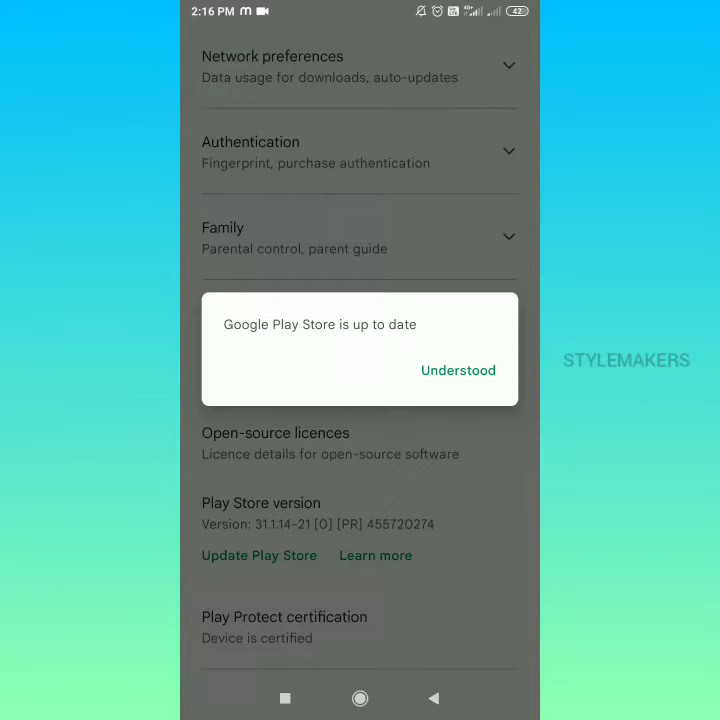 2:16 PM
42
Network preferences
Data usage for downloads, auto-updates
Authentication
Fingerprint, purchase authentication
Family
Parental control, parent guide
Google Play Store is up to date
Understood
STYLEMAKERS
Open-source licences
Licence details for open-source software
Play Store version
Version: 31.1.14-21 [0] [PR] 455720274
Update Play Store Learn more
Play Protect certification
Device is certified